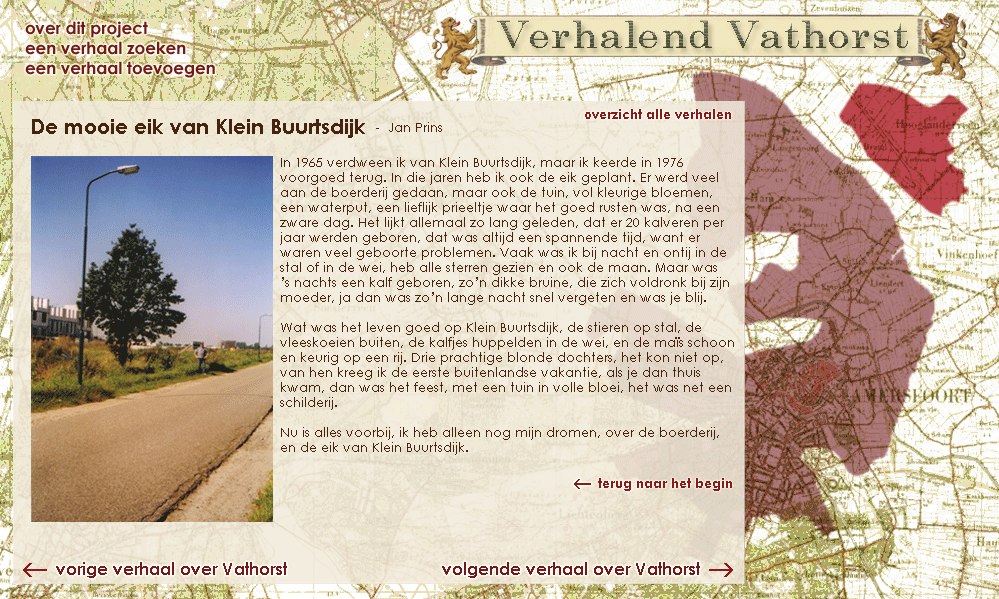 over dit project
een verhaal zoeken
een verhaal toevoegen
Verhalend Vathorst
overzicht alle verhalen
De mooie eik van Klein Buurtsdijk - Jan Prins
In 1965 verdween ik van Klein Buurtsdijk, maar ik keerde in 1976
voorgoed terug. In die jaren heb ik ook de eik geplant. Er werd veel
aan de boerderij gedaan, maar ook de tuin, vol kleurige bloemen,
een waterput, een lieflijk prieeltje waar het goed rusten was, na een
zware dag. Het lijkt allemaal zo lang geleden, dat er 20 kalveren per
jaar werden geboren, dat was altijd een spannende tijd, want er
waren veel geboorte problemen. Vaak was ik bij nacht en ontij in de
stal of in de wei, heb alle sterren gezien en ook de maan. Maar was
's nachts een kalf geboren, zo'n dikke bruine, die zich voldronk bij zijn
moeder, ja dan was zo'n lange nacht snel vergeten en was je blij.
Wat was het leven goed op Klein Buurtsdijk, de stieren op stal, de
vleeskoeien buiten, de kalfjes huppelden in de wei, en de maïs schoon
en keurig op een rij. Drie prachtige blonde dochters, het kon niet op,
van hen kreeg ik de eerste buitenlandse vakantie, als je dan thuis
kwam, dan was het feest, met een tuin in volle bloei, het was net een
schilderij.
Nu is alles voorbij, ik heb alleen nog mijn dromen, over de boerderij,
en de eik van Klein Buurtsdijk.
← terug naar het begin
← vorige verhaal over Vathorst
volgende verhaal over Vathorst →
Zevenhuizen
Hooglanderveen
Vinkenhoef
Liendert
AMERSFOORT